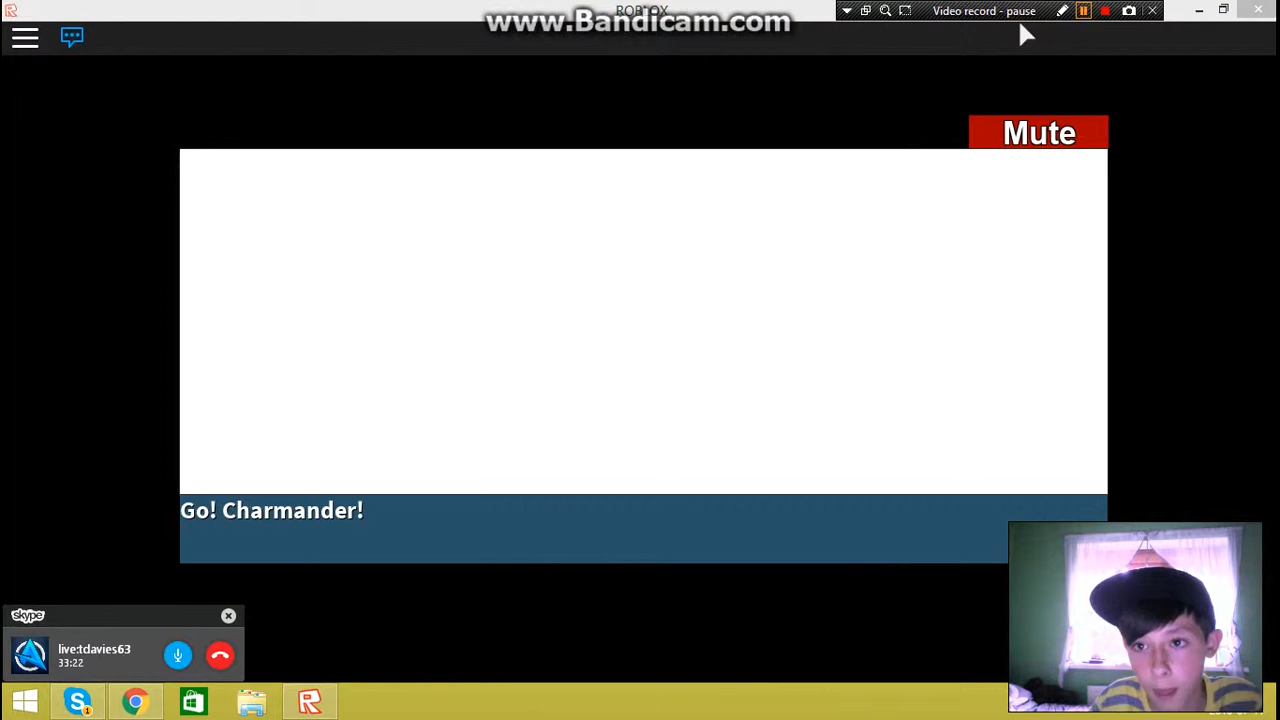 ROBLOX
www.Bandicam.com
Video record - pause
Mute
Go! Charmander!
skype
live:tdavies63
33:22